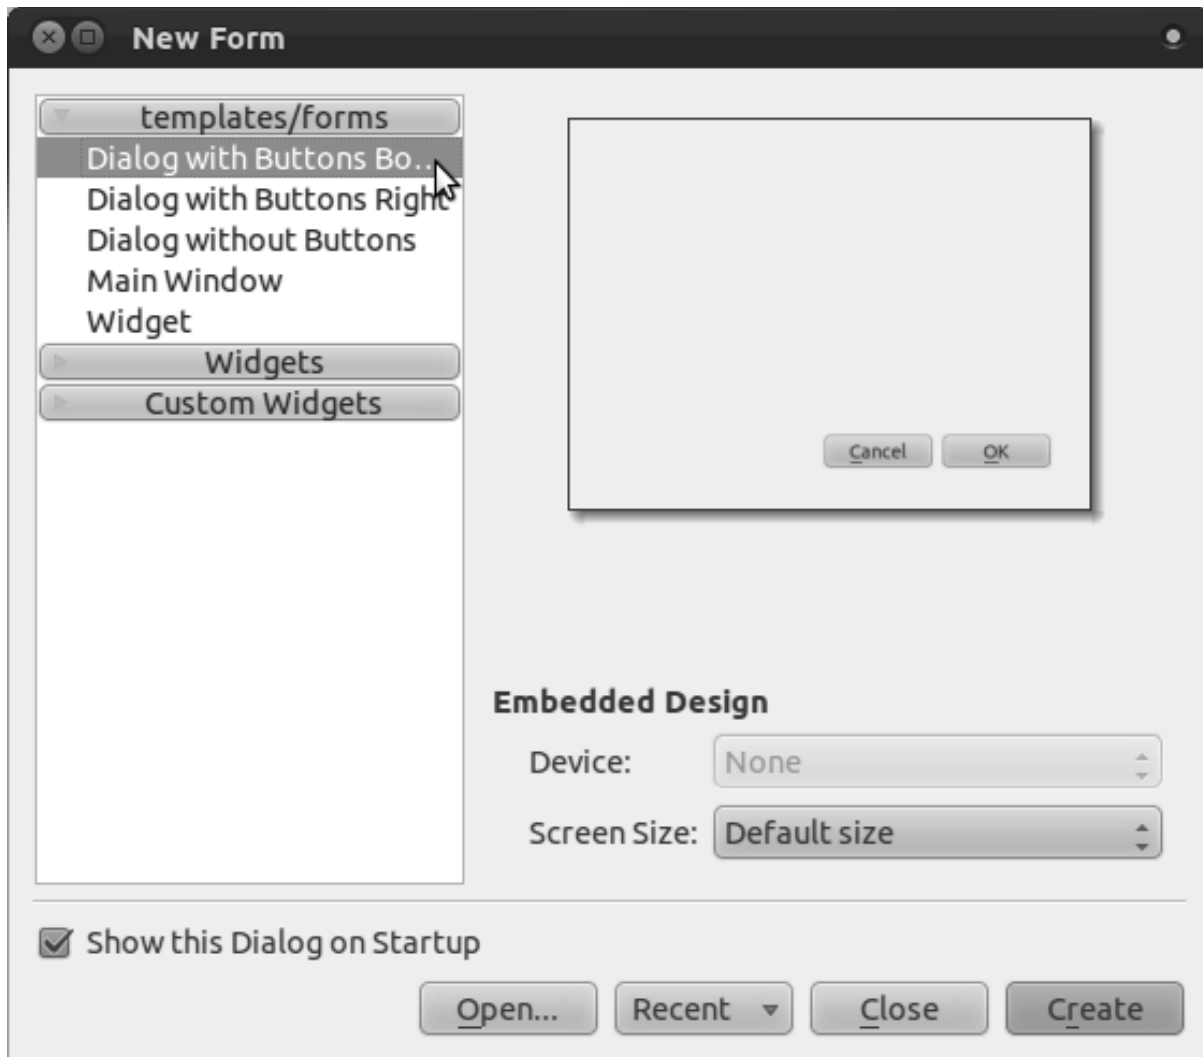 New Form
templates/forms
Dialog with Buttons Bo...
Dialog with Buttons Right
Dialog without Buttons
Main Window
Widget
Widgets
Custom Widgets
Cancel OK
Embedded Design
Device: None
Screen Size: Default size
Show this Dialog on Startup
Open... Recent Close Create